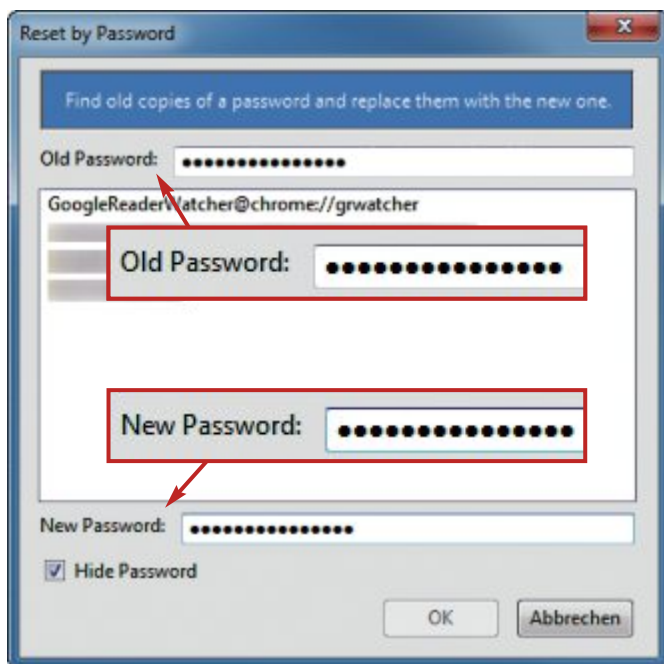 Reset by Password
Find old copies of a password and replace them with the new one.
Old Password: •••••••••••••••
GoogleReaderWatcher@chrome://grwatcher
Old Password: •••••••••••••••
New Password: •••••••••••••••
New Password: •••••••••••••••
Hide Password
OK Abbrechen